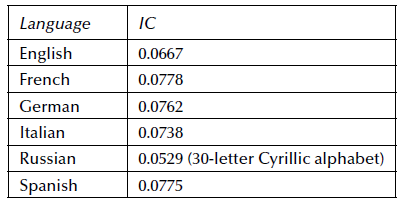 Language IC
English 0.0667
French 0.0778
German 0.0762
Italian 0.0738
Russian 0.0529 (30-letter Cyrillic alphabet)
Spanish 0.0775